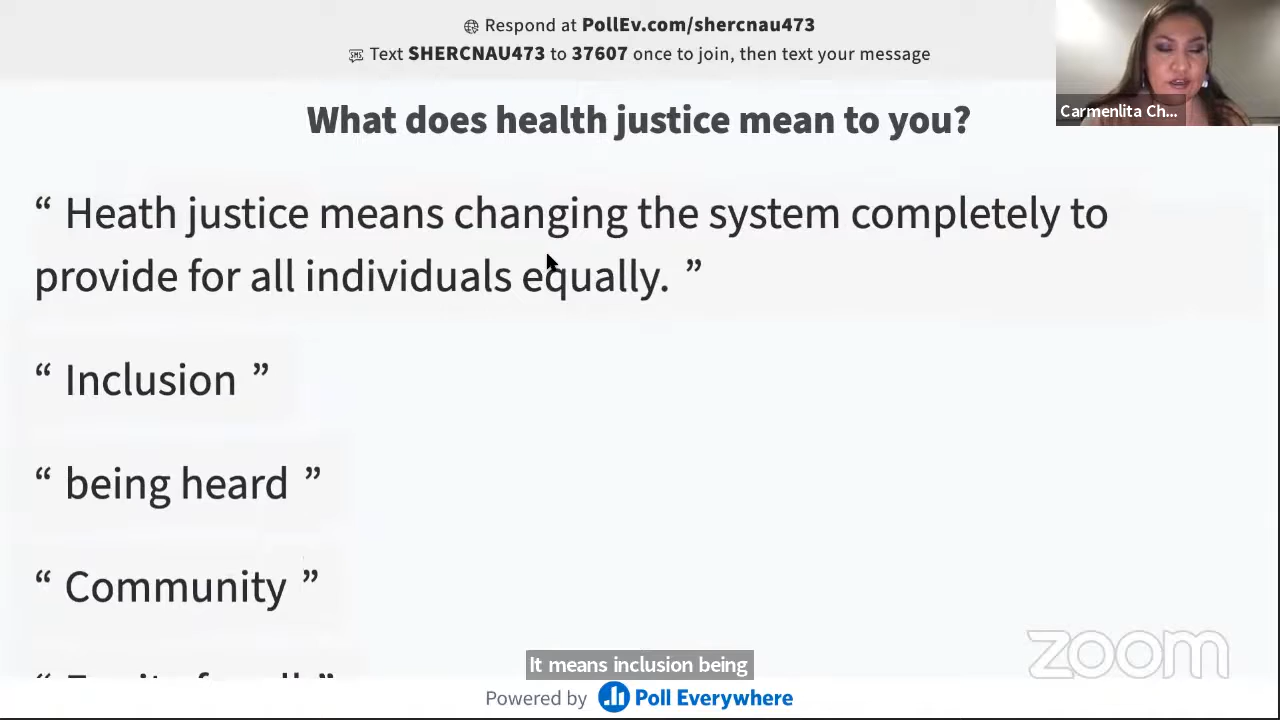 Respond at PollEv.com/shercnau473
Text SHERCNAU473 to 37607 once to join, then text your message
Carmenlita Ch...
What does health justice mean to you?
“ Heath justice means changing the system completely to
provide for all individuals equally. ”
“ Inclusion ”
“ being heard ”
“ Community ”
It means inclusion being
zoom
Powered by Poll Everywhere